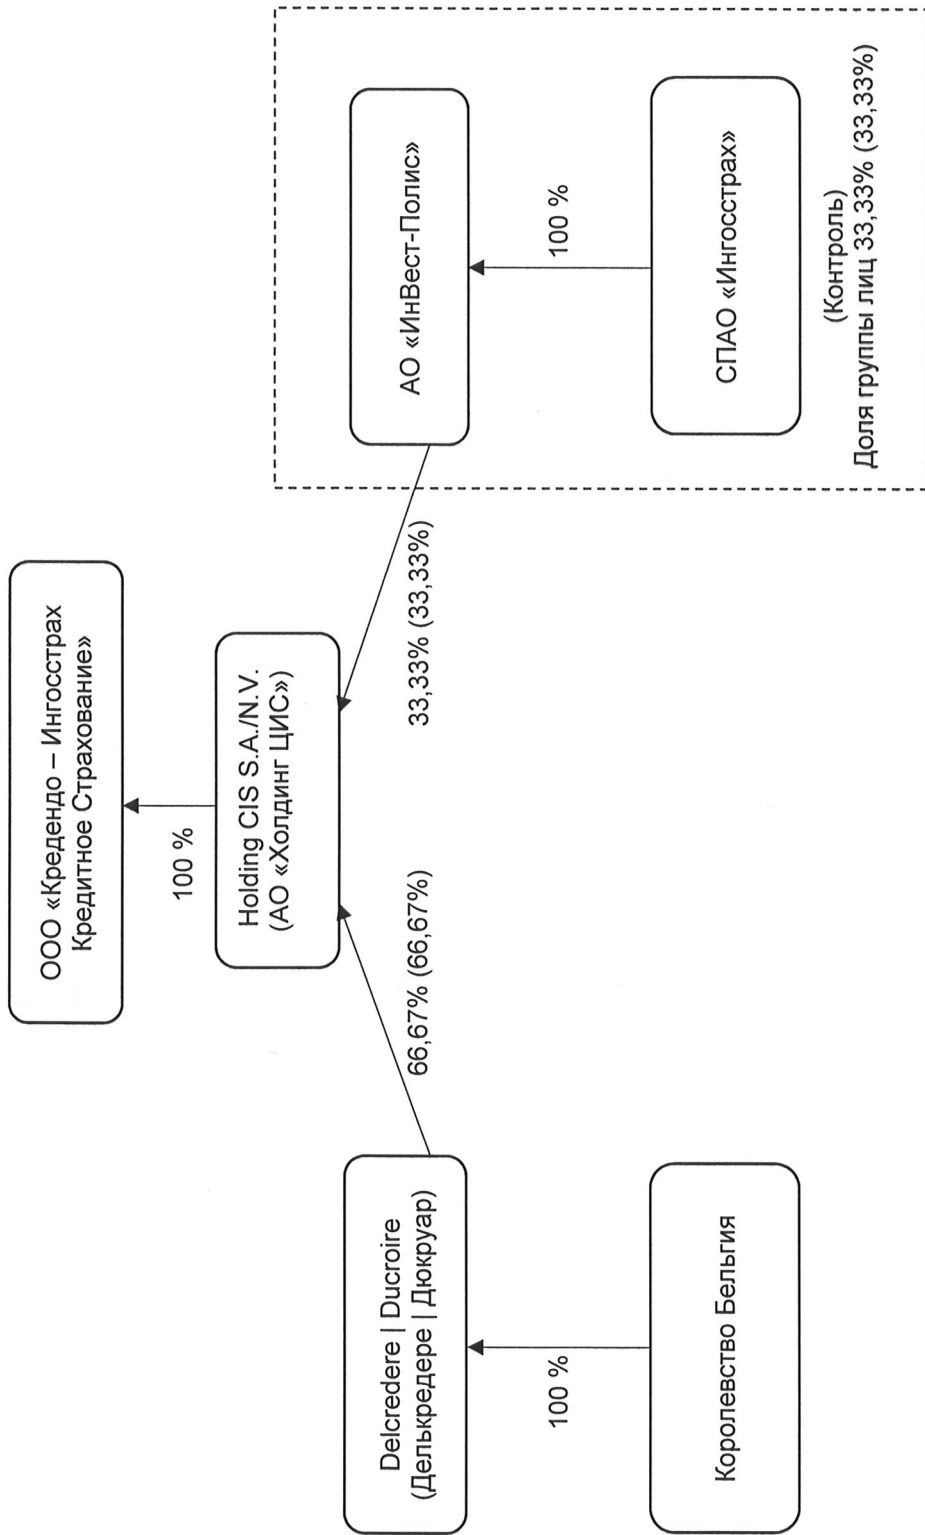 ООО «Кредендо – Ингосстрах
Кредитное Страхование»
100 %
Holding CIS S.A./N.V.
(АО «Холдинг ЦИС»)
66,67% (66,67%)
33,33% (33,33%)
Delcredere | Ducroire
(Делькредере | Дюкруар)
АО «ИнВест-Полис»
100 %
100 %
Королевство Бельгия
СПАО «Ингосстрах»
(Контроль)
Доля группы лиц 33,33% (33,33%)